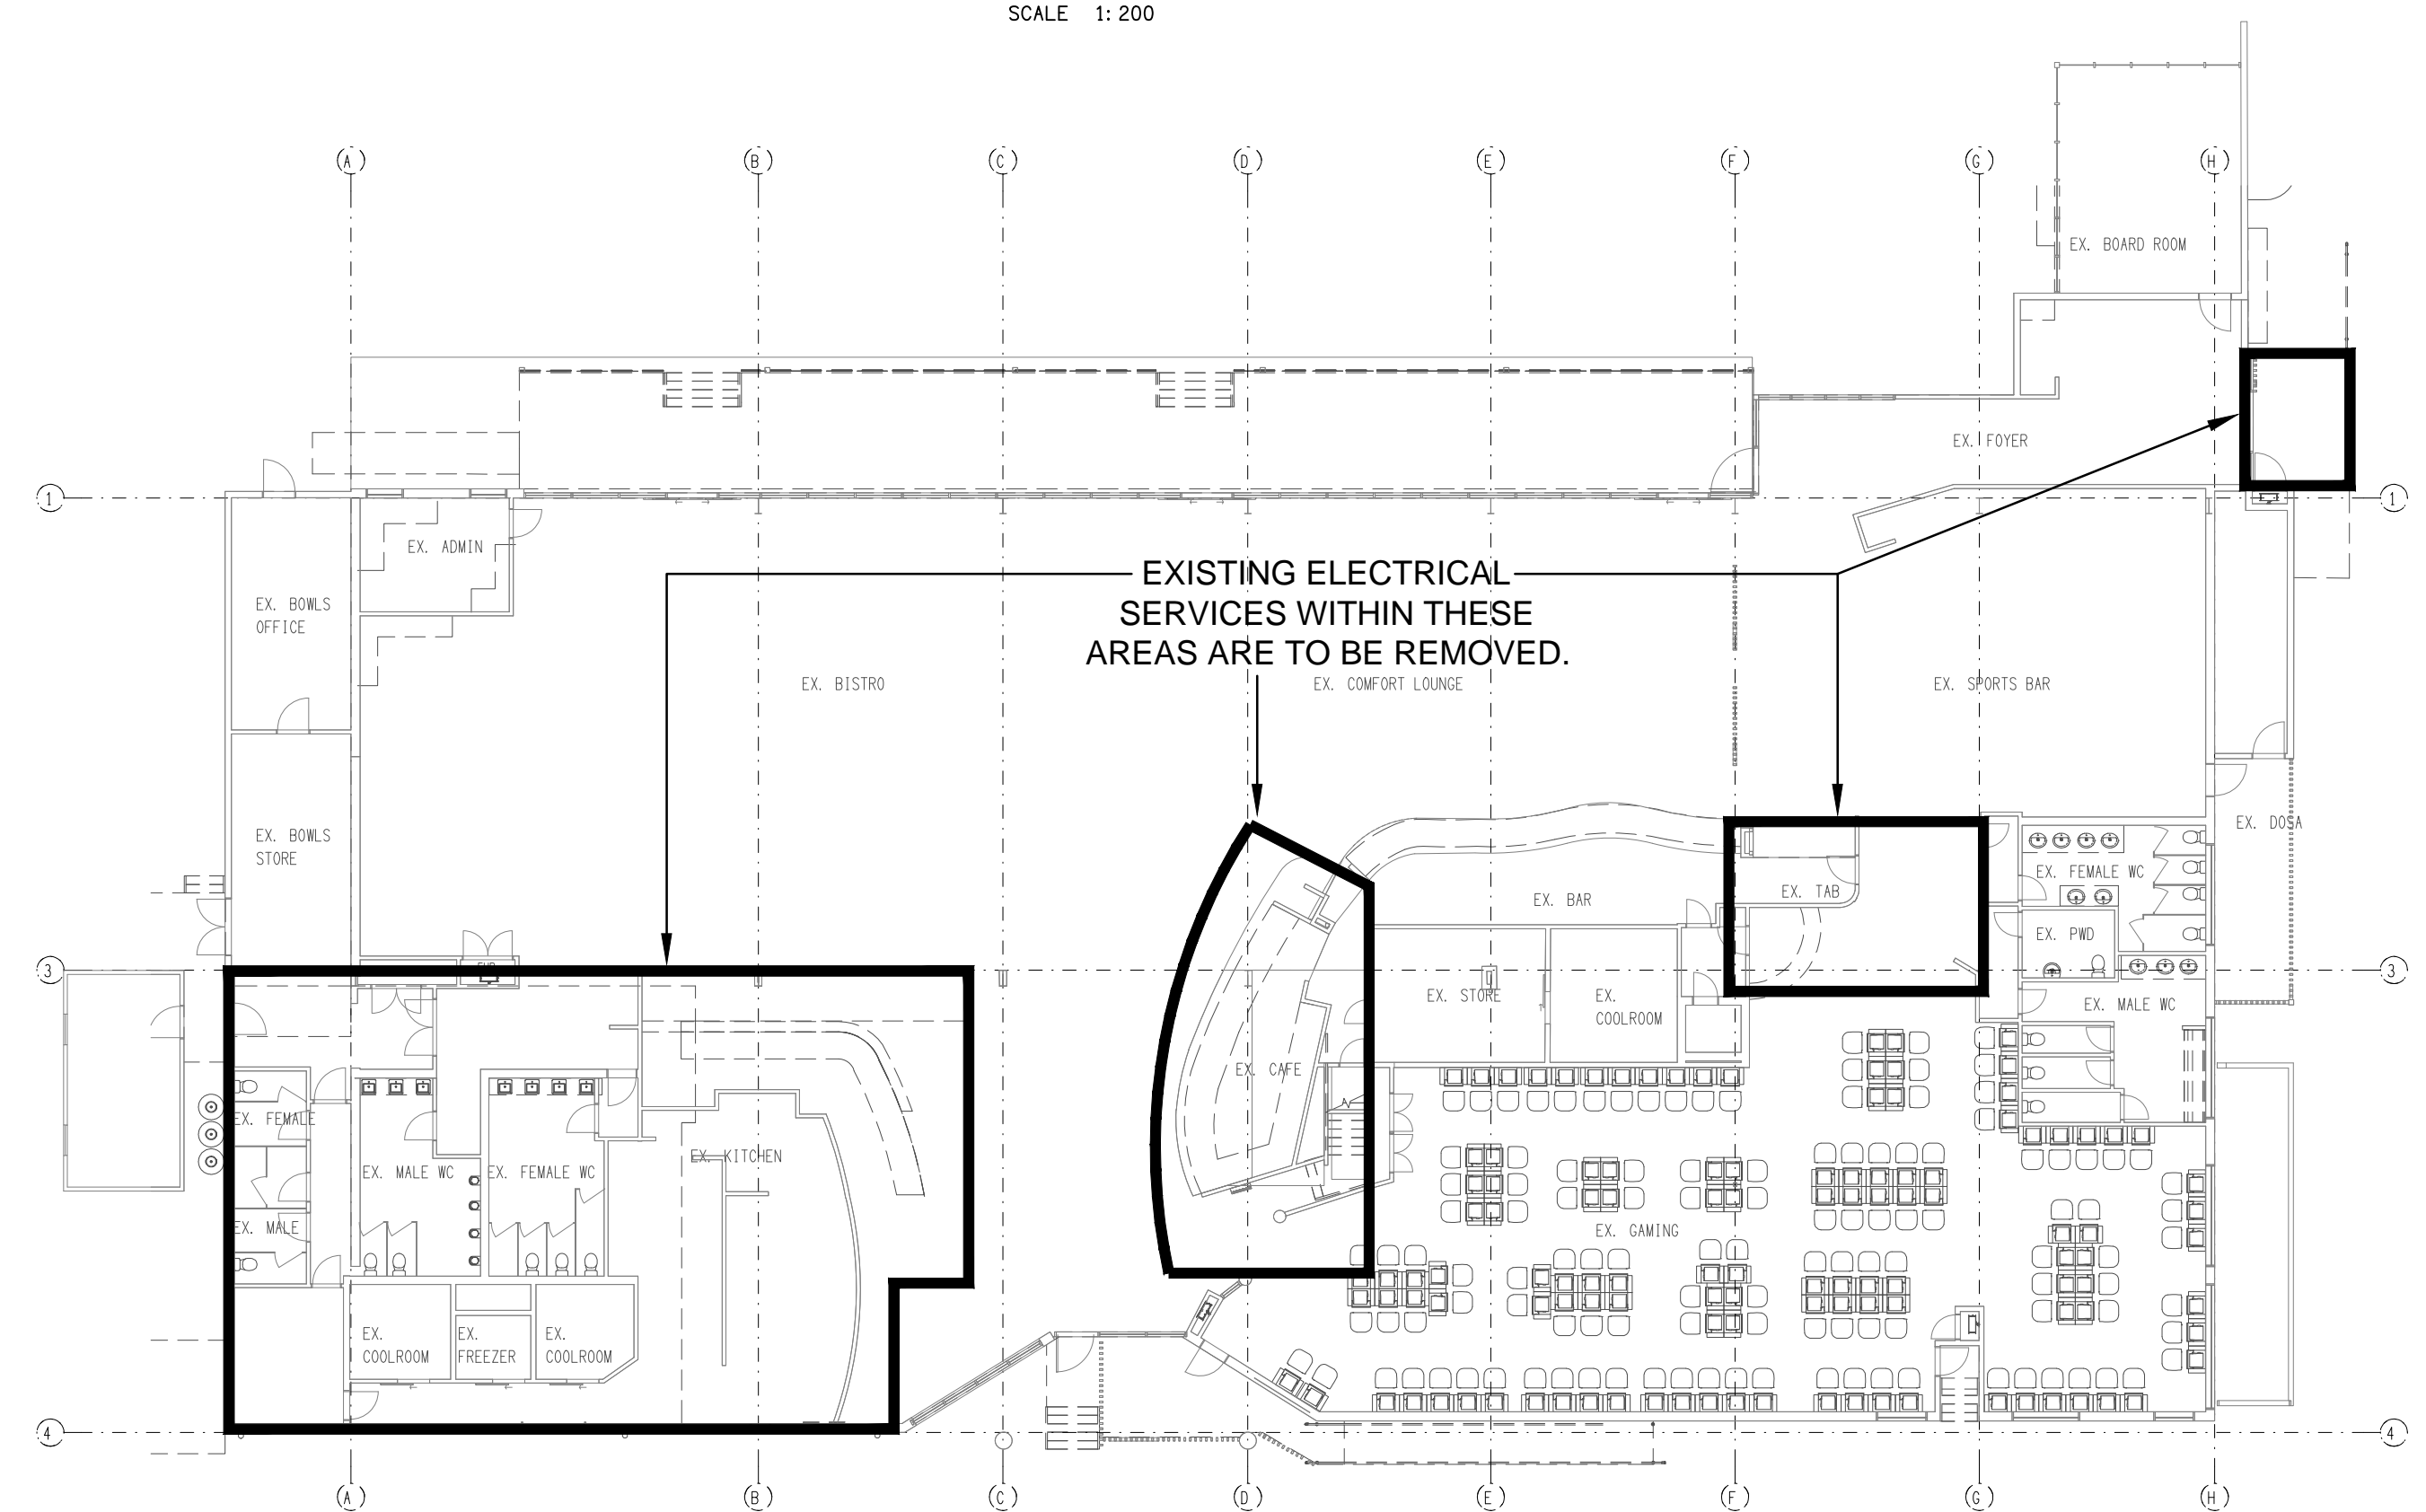 SCALE 1: 200
A B C D E F G H
EX. BOARD ROOM
EX. FOYER
1 1
EX. ADMIN
EXISTING ELECTRICAL
SERVICES WITHIN THESE
AREAS ARE TO BE REMOVED.
EX. BOWLS
OFFICE
EX. BISTRO
EX. COMFORT LOUNGE
EX. SPORTS BAR
EX. BOWLS
STORE
EX. DOSA
EX. FEMALE WC
EX. TAB
EX. BAR
EX. PWD
3 3
EX. STORE
EX.
COOLROOM
EX. MALE WC
EX. CAFE
EX. FEMALE
EX. KITCHEN
EX. MALE WC
EX. FEMALE WC
EX. MALE
EX. GAMING
EX.
COOLROOM
EX.
FREEZER
EX.
COOLROOM
4 4
A B C D E F G H